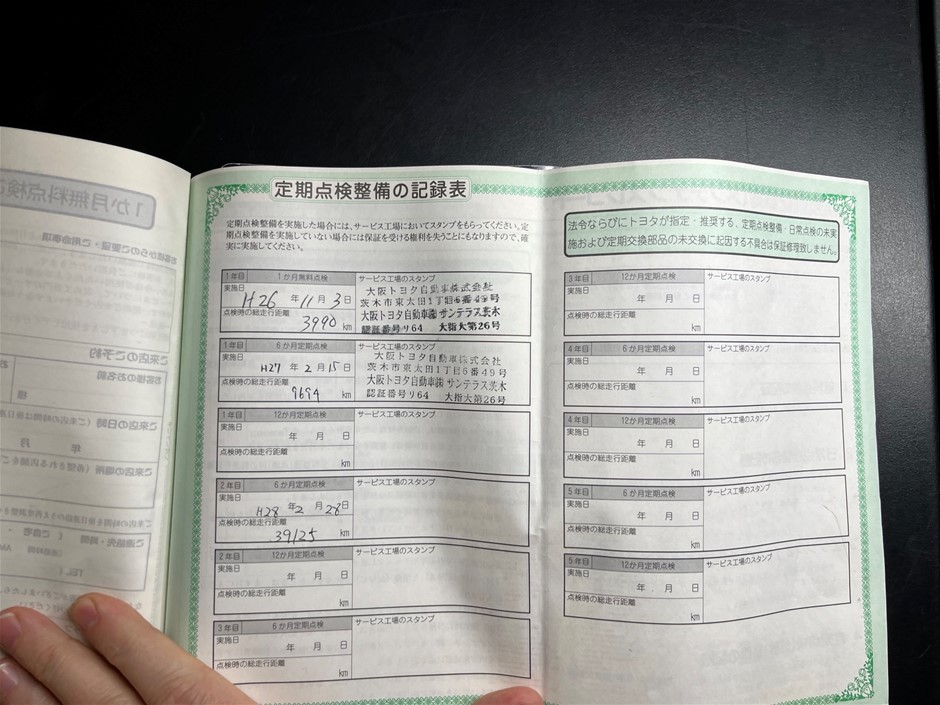 定期点検整備の記録表
定期点検整備を実施した場合には、サービス工場においてスタンプをもらってください。定
期点検整備を実施していない場合には保証を受ける権利を失うことにもなりますので、確
実に実施してください。
1年目 1か月無料点検 サービス工場のスタンプ
実施日
H26年11月3日
点検時の総走行距離
3990km
大阪トヨタ自動車株式会社
茨木市東太田1丁目6番49号
大阪トヨタ自動車㈱サンテラス茨木
認証番号リ64 大指大第26号
1年目 6か月定期点検 サービス工場のスタンプ
実施日
H27年2月15日
点検時の総走行距離
9694km
大阪トヨタ自動車株式会社
茨木市東太田1丁目6番49号
大阪トヨタ自動車㈱サンテラス茨木
認証番号リ64 大指大第26号
1年目 12か月定期点検 サービス工場のスタンプ
実施日
年 月 日
点検時の総走行距離
km
2年目 6か月定期点検 サービス工場のスタンプ
実施日
H28年2月28日
点検時の総走行距離
39125km
2年目 12か月定期点検 サービス工場のスタンプ
実施日
年 月 日
点検時の総走行距離
km
3年目 6か月定期点検 サービス工場のスタンプ
実施日
年 月 日
点検時の総走行距離
km
法令ならびにトヨタが指定・推奨する、定期点検整備・日常点検の未実
施および定期交換部品の未交換に起因する不具合は保証修理致しません。
3年目 12か月定期点検 サービス工場のスタンプ
実施日
年 月 日
点検時の総走行距離
km
4年目 6か月定期点検 サービス工場のスタンプ
実施日
年 月 日
点検時の総走行距離
km
4年目 12か月定期点検 サービス工場のスタンプ
実施日
年 月 日
点検時の総走行距離
km
5年目 6か月定期点検 サービス工場のスタンプ
実施日
年 月 日
点検時の総走行距離
km
5年目 12か月定期点検 サービス工場のスタンプ
実施日
年 月 日
点検時の総走行距離
km